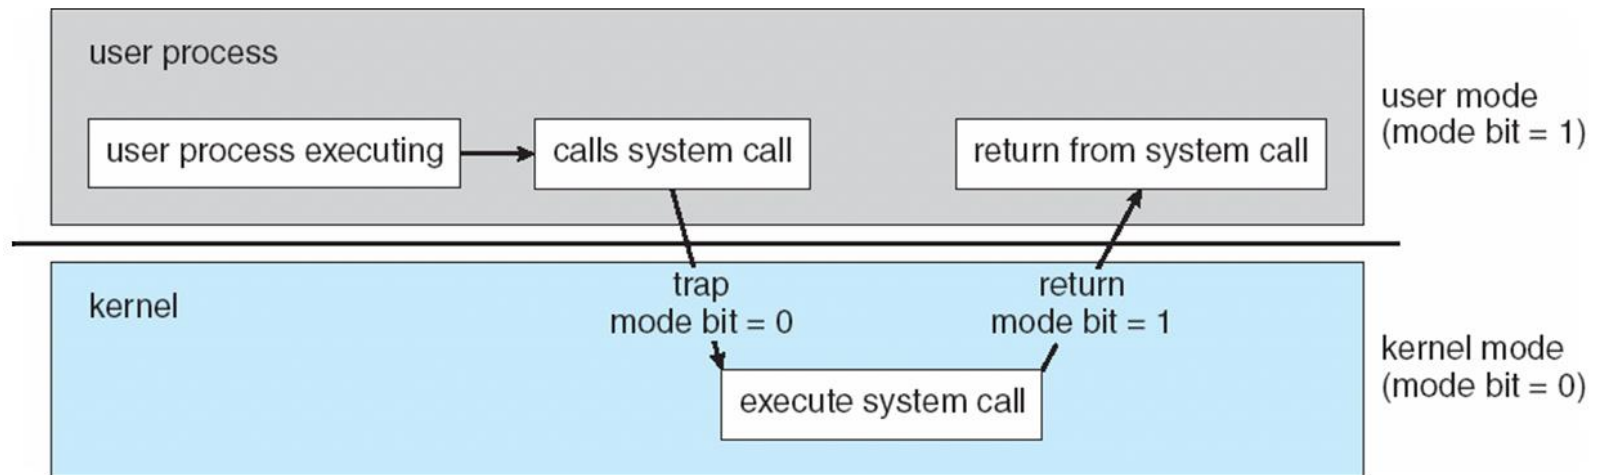 user process
user process executing
calls system call
return from system call
user mode
(mode bit = 1)
kernel
trap
mode bit = 0
return
mode bit = 1
execute system call
kernel mode
(mode bit = 0)